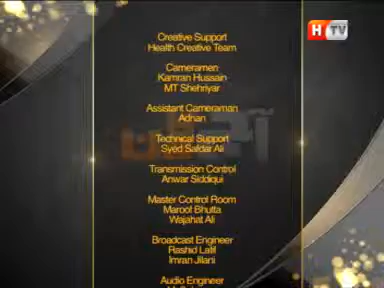 HTV
Creative Support
Health Creative Team
Cameramen
Kamran Hussain
MT Shehriyar
Assistant Cameraman
Adnan
Technical Support
Syed Safdar Ali
Transmission Control
Anwar Siddiqui
Master Control Room
Maroof Bhutta
Wajahat Ali
Broadcast Engineer
Rashid Latif
Imran Jilani
Audio Engineer